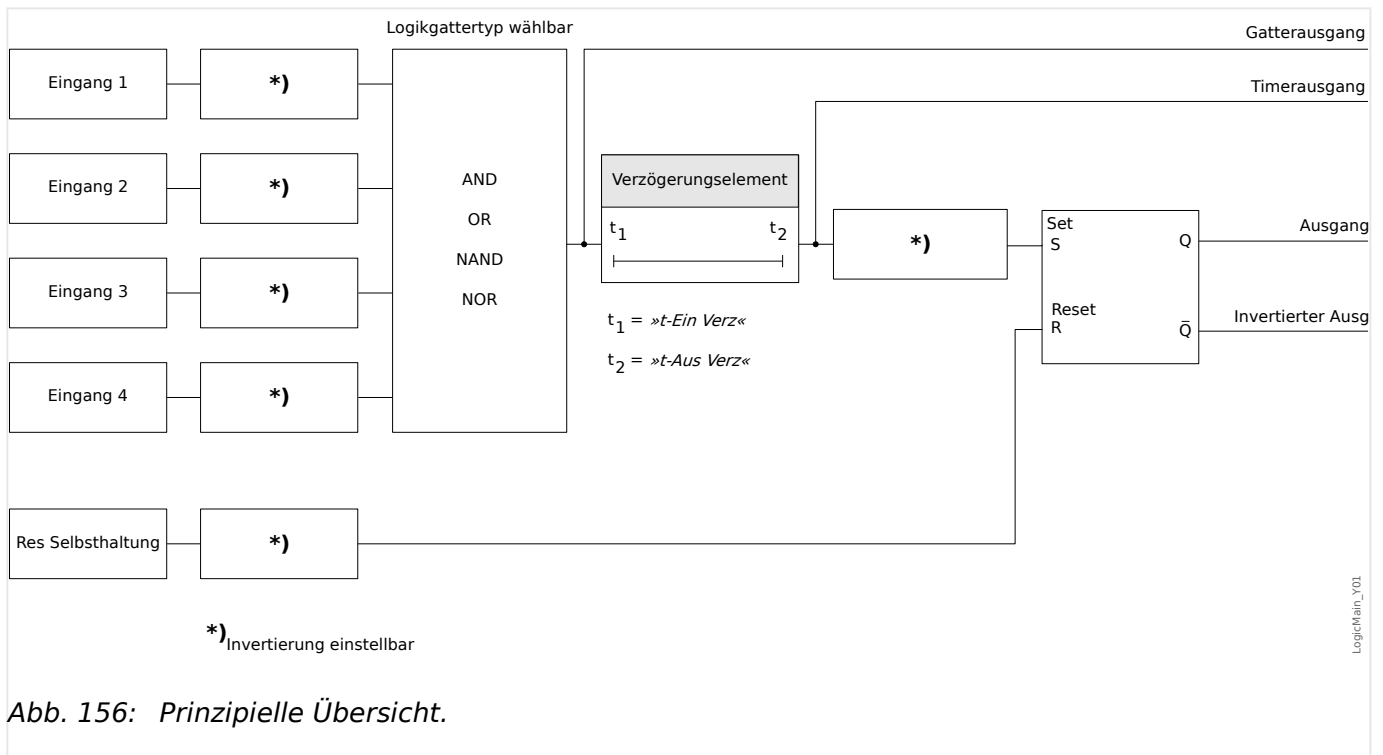 Logikgattertyp wählbar
Gatterausgang
Eingang 1
*)
Timerausgang
Eingang 2
*)
AND
OR
NAND
NOR
Verzögerungselement
t1
t2
*)
Set
S
Q
Ausgang
Eingang 3
*)
Reset
R
Q̄
Invertierter Ausg
t1 = »t-Ein Verz«
t2 = »t-Aus Verz«
Eingang 4
*)
Res Selbsthaltung
*)
*)Invertierung einstellbar
LogicMain_Y01
Abb. 156: Prinzipielle Übersicht.